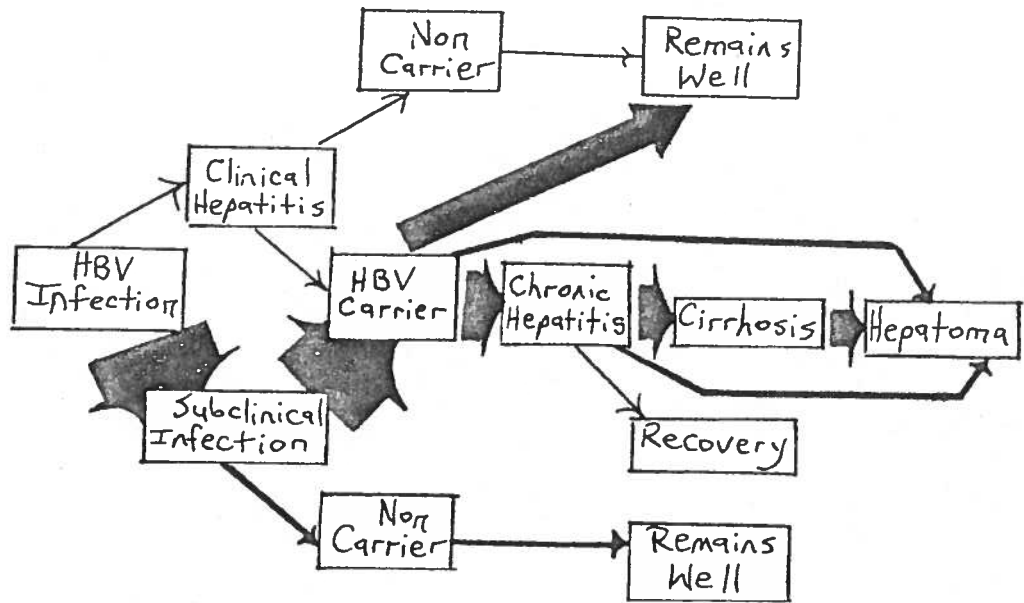 Non
Carrier
Remains
Well
Clinical
Hepatitis
HBV
Infection
HBV
Carrier
Chronic
Hepatitis
Cirrhosis
Hepatoma
Subclinical
Infection
Recovery
Non
Carrier
Remains
Well